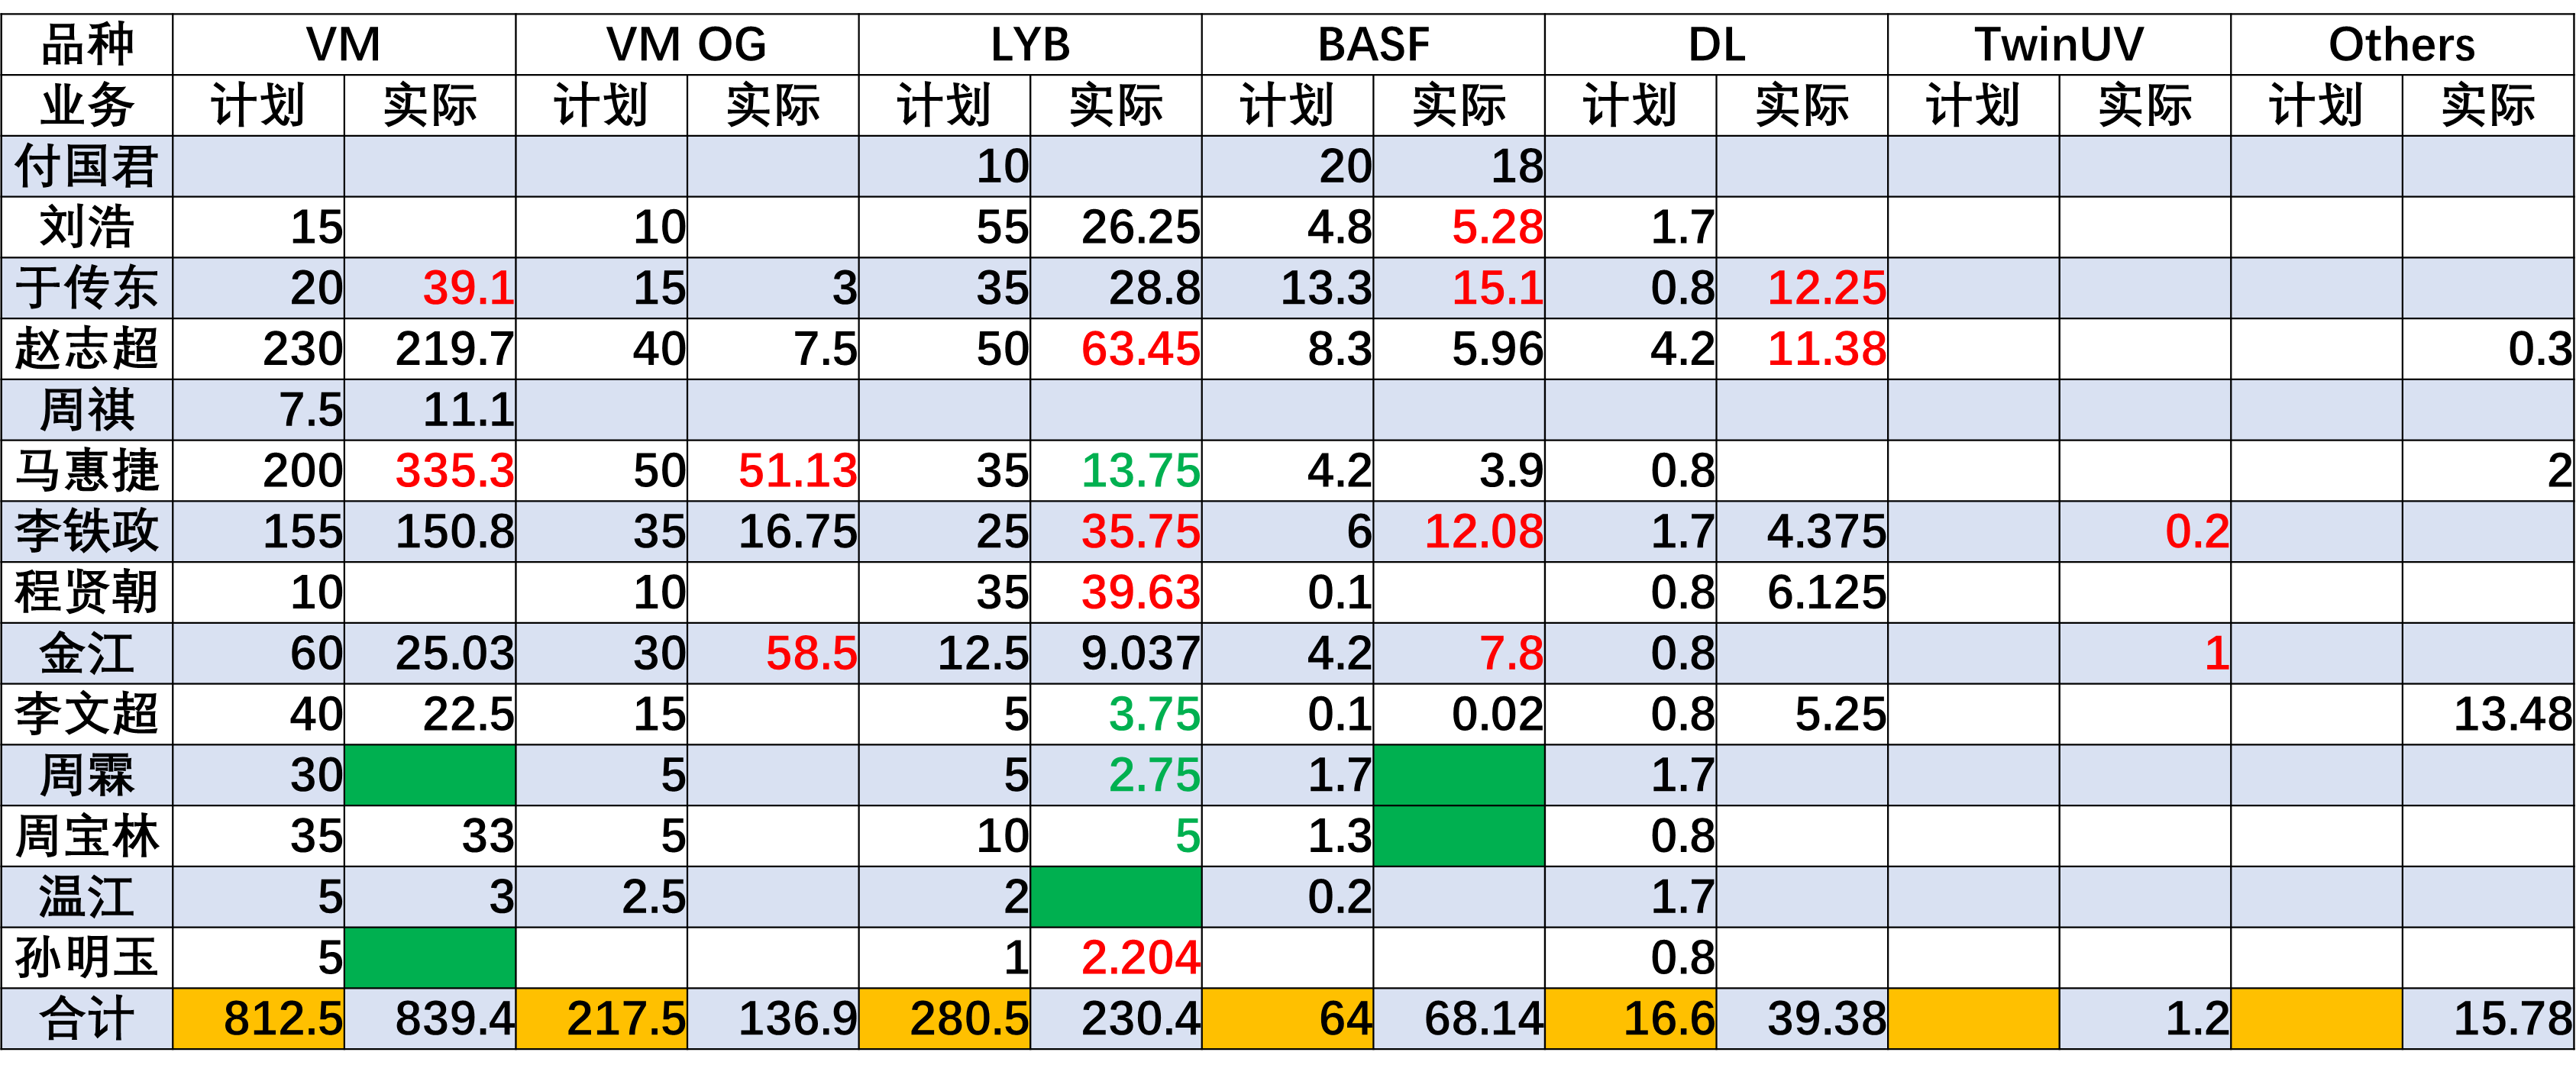 品种 VM VM OG LYB BASF DL TwinUV Others
业务 计划 实际 计划 实际 计划 实际 计划 实际 计划 实际 计划 实际 计划 实际
付国君 10 20 18
刘浩 15 10 55 26.25 4.8 5.28 1.7
于传东 20 39.1 15 3 35 28.8 13.3 15.1 0.8 12.25
赵志超 230 219.7 40 7.5 50 63.45 8.3 5.96 4.2 11.38 0.3
周祺 7.5 11.1
马惠捷 200 335.3 50 51.13 35 13.75 4.2 3.9 0.8 2
李铁政 155 150.8 35 16.75 25 35.75 6 12.08 1.7 4.375 0.2
程贤朝 10 10 35 39.63 0.1 0.8 6.125
金江 60 25.03 30 58.5 12.5 9.037 4.2 7.8 0.8 1
李文超 40 22.5 15 5 3.75 0.1 0.02 0.8 5.25 13.48
周霖 30 5 5 2.75 1.7 1.7
周宝林 35 33 5 10 5 1.3 0.8
温江 5 3 2.5 2 0.2 1.7
孙明玉 5 1 2.204 0.8
合计 812.5 839.4 217.5 136.9 280.5 230.4 64 68.14 16.6 39.38 1.2 15.78